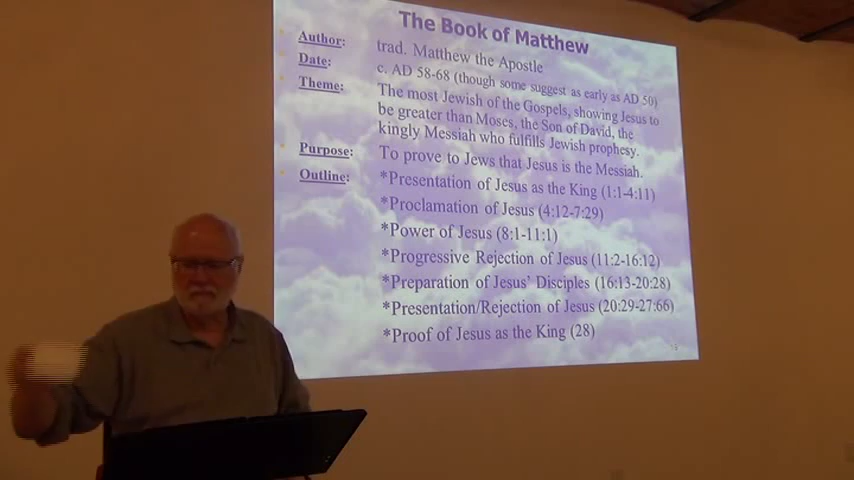 The Book of Matthew
Author: trad. Matthew the Apostle
Date: c. AD 58-68 (though some suggest as early as AD 50)
Theme: The most Jewish of the Gospels, showing Jesus to
be greater than Moses, the Son of David, the
kingly Messiah who fulfills Jewish prophesy.
Purpose: To prove to Jews that Jesus is the Messiah.
Outline: *Presentation of Jesus as the King (1:1-4:11)
*Proclamation of Jesus (4:12-7:29)
*Power of Jesus (8:1-11:1)
*Progressive Rejection of Jesus (11:2-16:12)
*Preparation of Jesus' Disciples (16:13-20:28)
*Presentation/Rejection of Jesus (20:29-27:66)
*Proof of Jesus as the King (28)